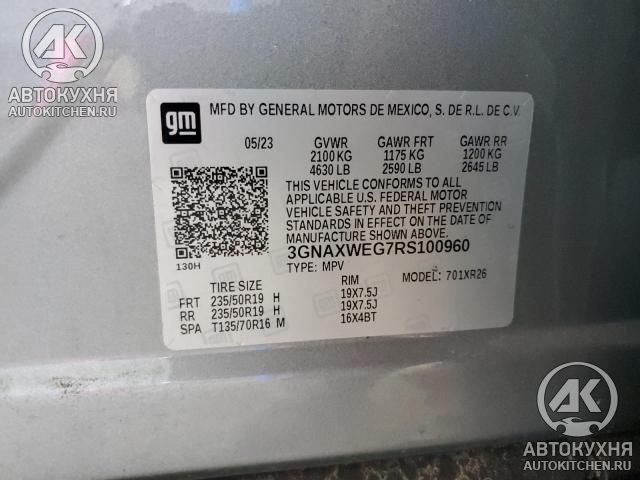 AK
АВТОКУХНЯ
AUTOKITCHEN.RU
gm
MFD BY GENERAL MOTORS DE MEXICO, S. DE R.L. DE C.V.
05/23 GVWR GAWR FRT GAWR RR
2100 KG 1175 KG 1200 KG
4630 LB 2590 LB 2645 LB
THIS VEHICLE CONFORMS TO ALL
APPLICABLE U.S. FEDERAL MOTOR
VEHICLE SAFETY AND THEFT PREVENTION
STANDARDS IN EFFECT ON THE DATE OF
MANUFACTURE SHOWN ABOVE.
130H 3GNAXWEG7RS100960
TYPE: MPV
MODEL: 701XR26
TIRE SIZE RIM
FRT 235/50R19 H 19X7.5J
RR 235/50R19 H 19X7.5J
SPA T135/70R16 M 16X4BT
AK
АВТОКУХНЯ
AUTOKITCHEN.RU